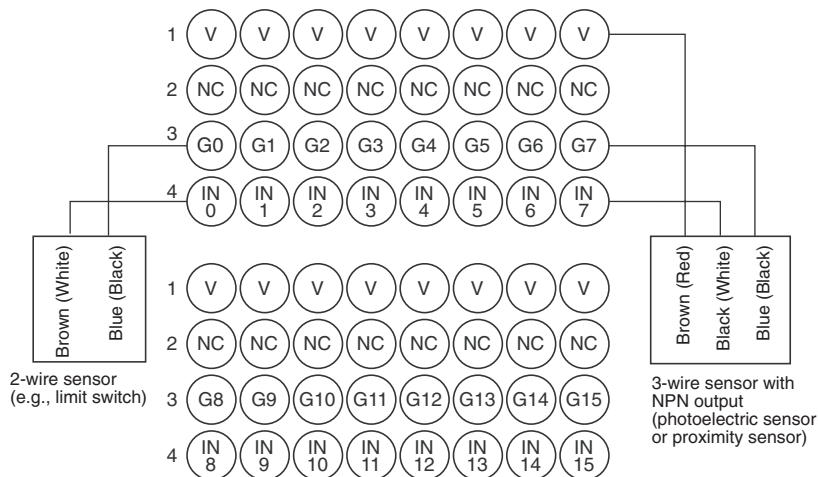 1 V V V V V V V V
2 NC NC NC NC NC NC NC NC
3 G0 G1 G2 G3 G4 G5 G6 G7
4 IN 0 IN 1 IN 2 IN 3 IN 4 IN 5 IN 6 IN 7
Brown (White)
Blue (Black)
2-wire sensor
(e.g., limit switch)
Brown (Red)
Black (White)
Blue (Black)
3-wire sensor with
NPN output
(photoelectric sensor
or proximity sensor)
1 V V V V V V V V
2 NC NC NC NC NC NC NC NC
3 G8 G9 G10 G11 G12 G13 G14 G15
4 IN 8 IN 9 IN 10 IN 11 IN 12 IN 13 IN 14 IN 15